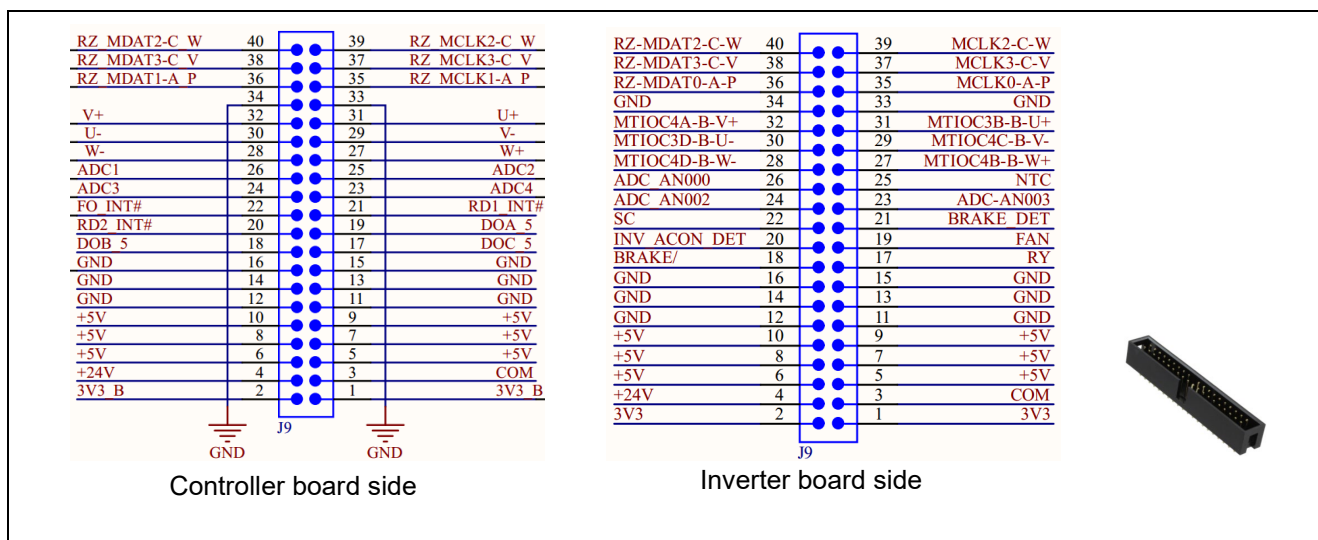 RZ_MDAT2-C_W 40 39 RZ_MCLK2-C_W
RZ_MDAT3-C_V 38 37 RZ_MCLK3-C_V
RZ_MDAT1-A_P 36 35 RZ_MCLK1-A_P
34 33
V+ 32 31 U+
U- 30 29 V-
W- 28 27 W+
ADC1 26 25 ADC2
ADC3 24 23 ADC4
FO_INT# 22 21 RD1_INT#
RD2_INT# 20 19 DOA_5
DOB_5 18 17 DOC_5
GND 16 15 GND
GND 14 13 GND
GND 12 11 GND
+5V 10 9 +5V
+5V 8 7 +5V
+5V 6 5 +5V
+24V 4 3 COM
3V3_B 2 1 3V3_B
J9
GND GND
Controller board side
RZ-MDAT2-C-W 40 39 MCLK2-C-W
RZ-MDAT3-C-V 38 37 MCLK3-C-V
RZ-MDAT0-A-P 36 35 MCLK0-A-P
GND 34 33 GND
MTIOC4A-B-V+ 32 31 MTIOC3B-B-U+
MTIOC3D-B-U- 30 29 MTIOC4C-B-V-
MTIOC4D-B-W- 28 27 MTIOC4B-B-W+
ADC_AN000 26 25 NTC
ADC_AN002 24 23 ADC-AN003
SC 22 21 BRAKE_DET
INV_ACON_DET 20 19 FAN
BRAKE/ 18 17 RY
GND 16 15 GND
GND 14 13 GND
GND 12 11 GND
+5V 10 9 +5V
+5V 8 7 +5V
+5V 6 5 +5V
+24V 4 3 COM
3V3 2 1 3V3
J9
Inverter board side